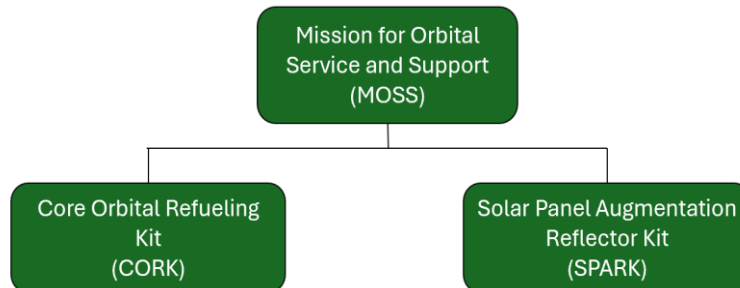 Mission for Orbital
Service and Support
(MOSS)
Core Orbital Refueling
Kit
(CORK)
Solar Panel Augmentation
Reflector Kit
(SPARK)